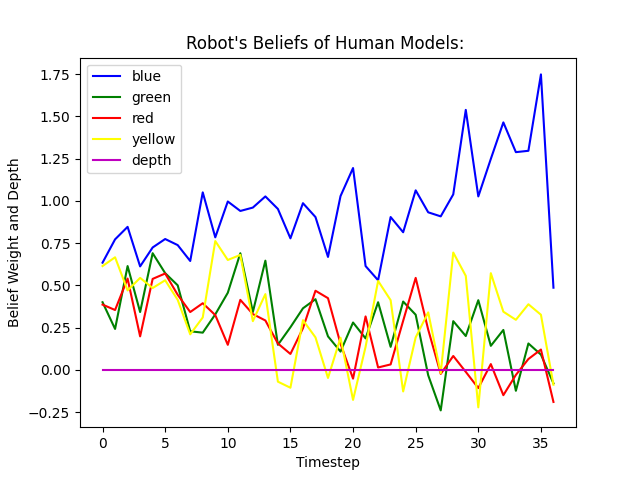 Robot's Beliefs of Human Models:
Belief Weight and Depth
1.75
1.50
1.25
1.00
0.75
0.50
0.25
0.00
−0.25
blue
green
red
yellow
depth
0 5 10 15 20 25 30 35
Timestep